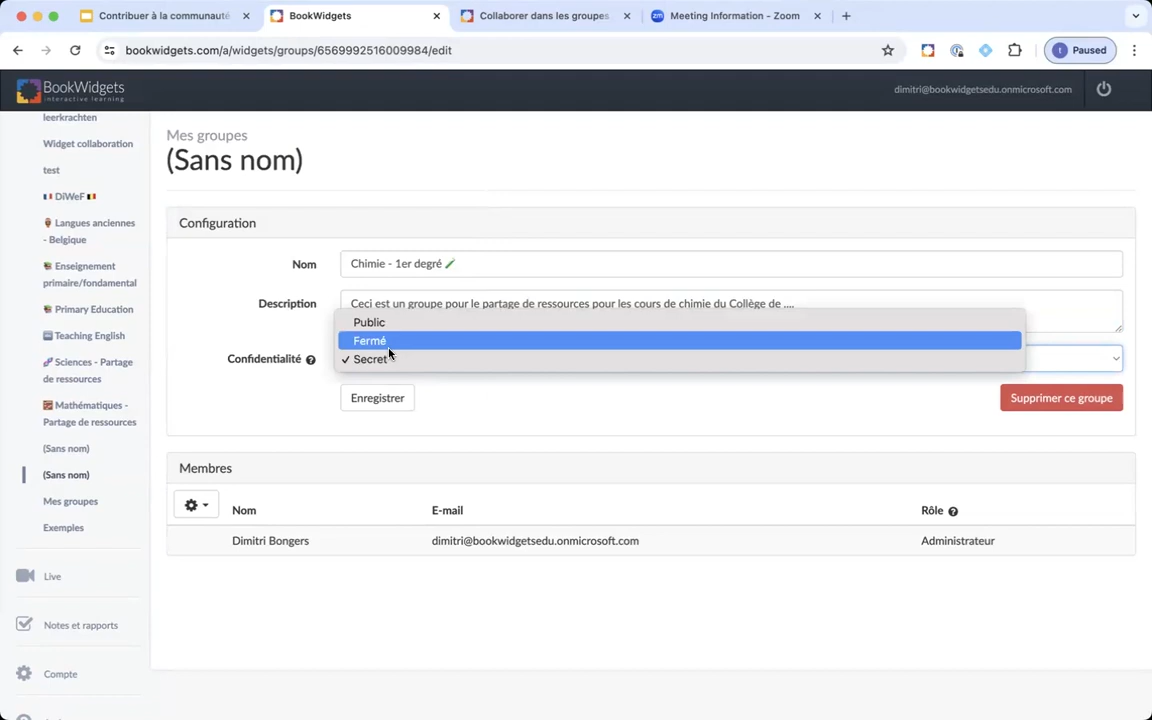 Contribuer à la communauté
BookWidgets
Collaborer dans les groupes
Meeting Information - Zoom
bookwidgets.com/a/widgets/groups/6569992516009984/edit
t
Paused
BookWidgets
interactive learning
dimitri@bookwidgetsedu.onmicrosoft.com
leerkrachten
Widget collaboration
test
DiWeF
Langues anciennes
- Belgique
Enseignement
primaire/fondamental
Primary Education
Teaching English
Sciences - Partage
de ressources
Mathématiques -
Partage de ressources
(Sans nom)
(Sans nom)
Mes groupes
Exemples
Live
Notes et rapports
Compte
Mes groupes
(Sans nom)
Configuration
Nom
Chimie - 1er degré
Description
Ceci est un groupe pour le partage de ressources pour les cours de chimie du Collège de ....
Public
Fermé
Confidentialité
✓ Secret
Enregistrer
Supprimer ce groupe
Membres
Nom
E-mail
Rôle
Dimitri Bongers
dimitri@bookwidgetsedu.onmicrosoft.com
Administrateur